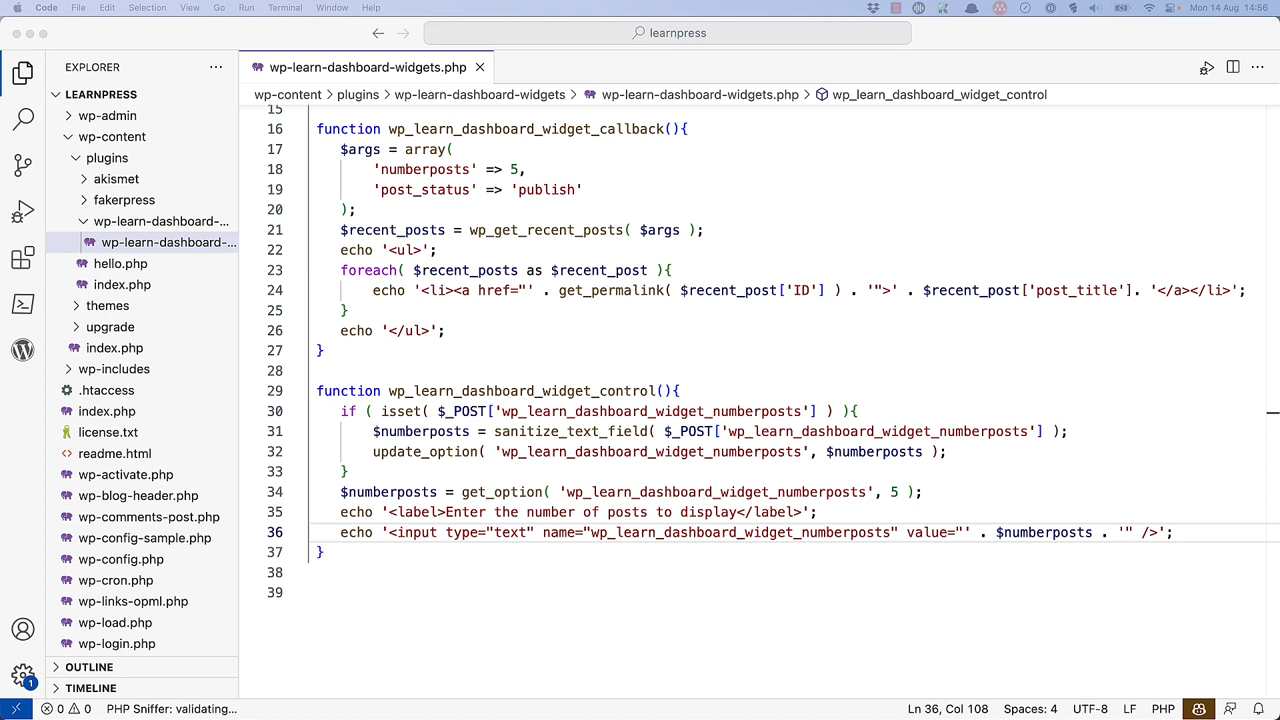 Code File Edit Selection View Go Run Terminal Window Help Mon 14 Aug 14:56
learnpress
EXPLORER
wp-learn-dashboard-widgets.php
LEARNPRESS
wp-content > plugins > wp-learn-dashboard-widgets > wp-learn-dashboard-widgets.php > wp_learn_dashboard_widget_control
wp-admin
wp-content
plugins
akismet
fakerpress
wp-learn-dashboard-...
wp-learn-dashboard-...
hello.php
index.php
themes
upgrade
index.php
wp-includes
.htaccess
index.php
license.txt
readme.html
wp-activate.php
wp-blog-header.php
wp-comments-post.php
wp-config-sample.php
wp-config.php
wp-cron.php
wp-links-opml.php
wp-load.php
wp-login.php
OUTLINE
TIMELINE
1
15
16 function wp_learn_dashboard_widget_callback(){
17 $args = array(
18 'numberposts' => 5,
19 'post_status' => 'publish'
20 );
21 $recent_posts = wp_get_recent_posts( $args );
22 echo '<ul>';
23 foreach( $recent_posts as $recent_post ){
24 echo '<li><a href="' . get_permalink( $recent_post['ID'] ) . '">' . $recent_post['post_title']. '</a></li>';
25 }
26 echo '</ul>';
27 }
28
29 function wp_learn_dashboard_widget_control(){
30 if ( isset( $_POST['wp_learn_dashboard_widget_numberposts'] ) ){
31 $numberposts = sanitize_text_field( $_POST['wp_learn_dashboard_widget_numberposts'] );
32 update_option( 'wp_learn_dashboard_widget_numberposts', $numberposts );
33 }
34 $numberposts = get_option( 'wp_learn_dashboard_widget_numberposts', 5 );
35 echo '<label>Enter the number of posts to display</label>';
36 echo '<input type="text" name="wp_learn_dashboard_widget_numberposts" value="' . $numberposts . '" />';
37 }
38
39
0 0 PHP Sniffer: validating... Ln 36, Col 108 Spaces: 4 UTF-8 LF PHP